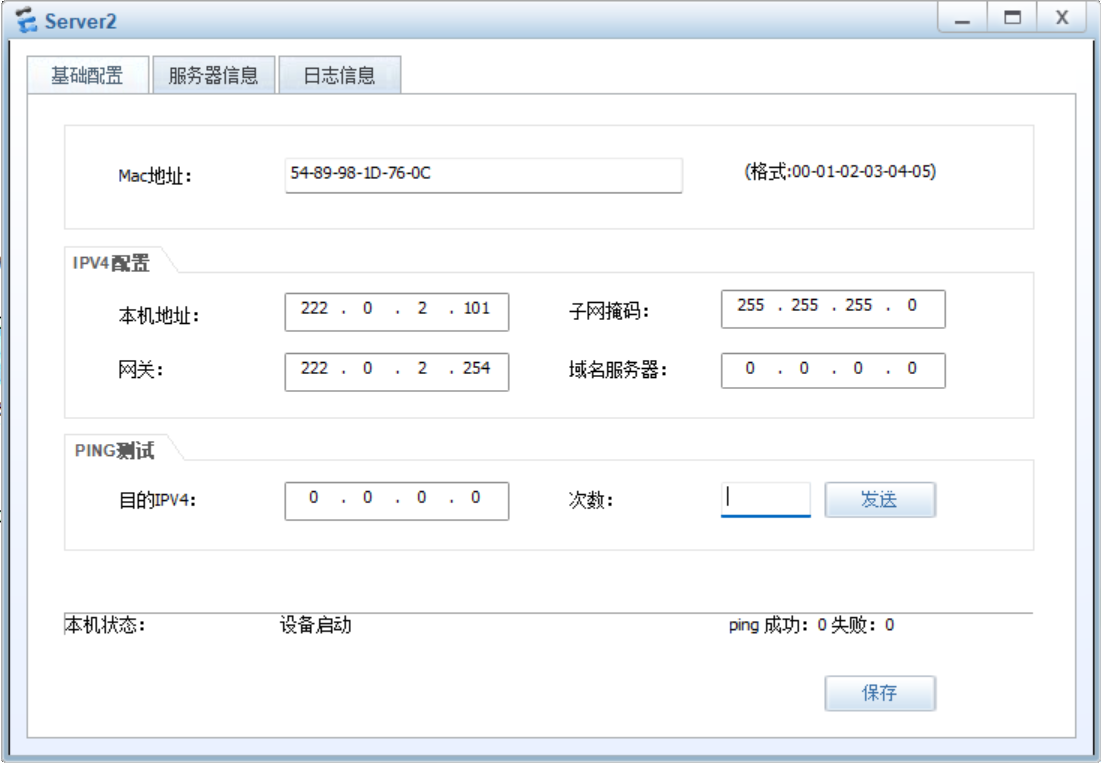 Server2
基础配置 服务器信息 日志信息
Mac地址： 54-89-98-1D-76-0C (格式:00-01-02-03-04-05)
IPV4配置
本机地址： 222 . 0 . 2 . 101 子网掩码： 255 . 255 . 255 . 0
网关： 222 . 0 . 2 . 254 域名服务器： 0 . 0 . 0 . 0
PING测试
目的IPV4： 0 . 0 . 0 . 0 次数： 发送
本机状态： 设备启动 ping 成功：0 失败：0
保存